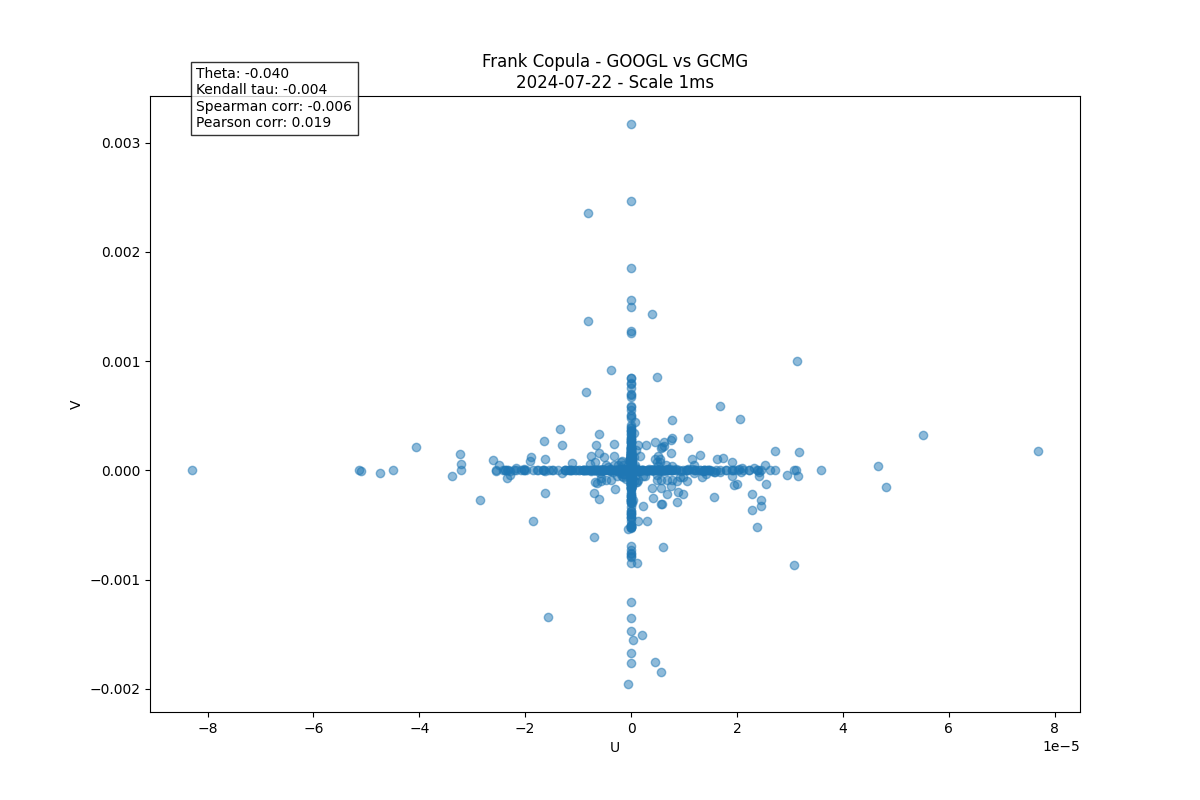 Frank Copula - GOOGL vs GCMG
2024-07-22 - Scale 1ms
Theta: -0.040
Kendall tau: -0.004
Spearman corr: -0.006
Pearson corr: 0.019
0.003
0.002
0.001
0.000
−0.001
−0.002
V
−8 −6 −4 −2 0 2 4 6 8
1e−5
U